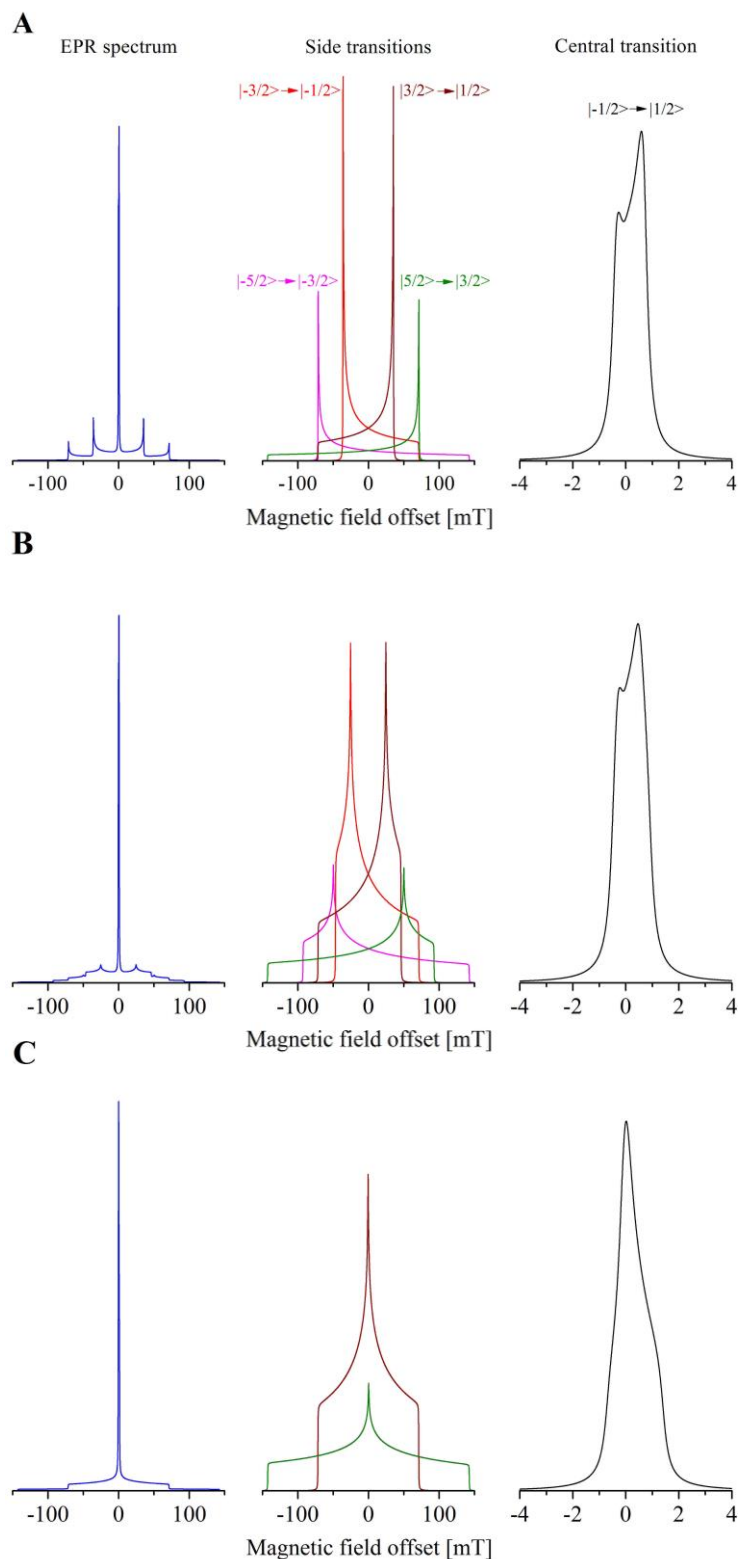 A
EPR spectrum Side transitions Central transition
|-3/2>→|-1/2> |3/2>→|1/2> |-1/2>→|1/2>
|-5/2>→|-3/2> |5/2>→|3/2>
-100 0 100 -100 0 100 -4 -2 0 2 4
Magnetic field offset [mT]
B
-100 0 100 -100 0 100 -4 -2 0 2 4
Magnetic field offset [mT]
C
-100 0 100 -100 0 100 -4 -2 0 2 4
Magnetic field offset [mT]